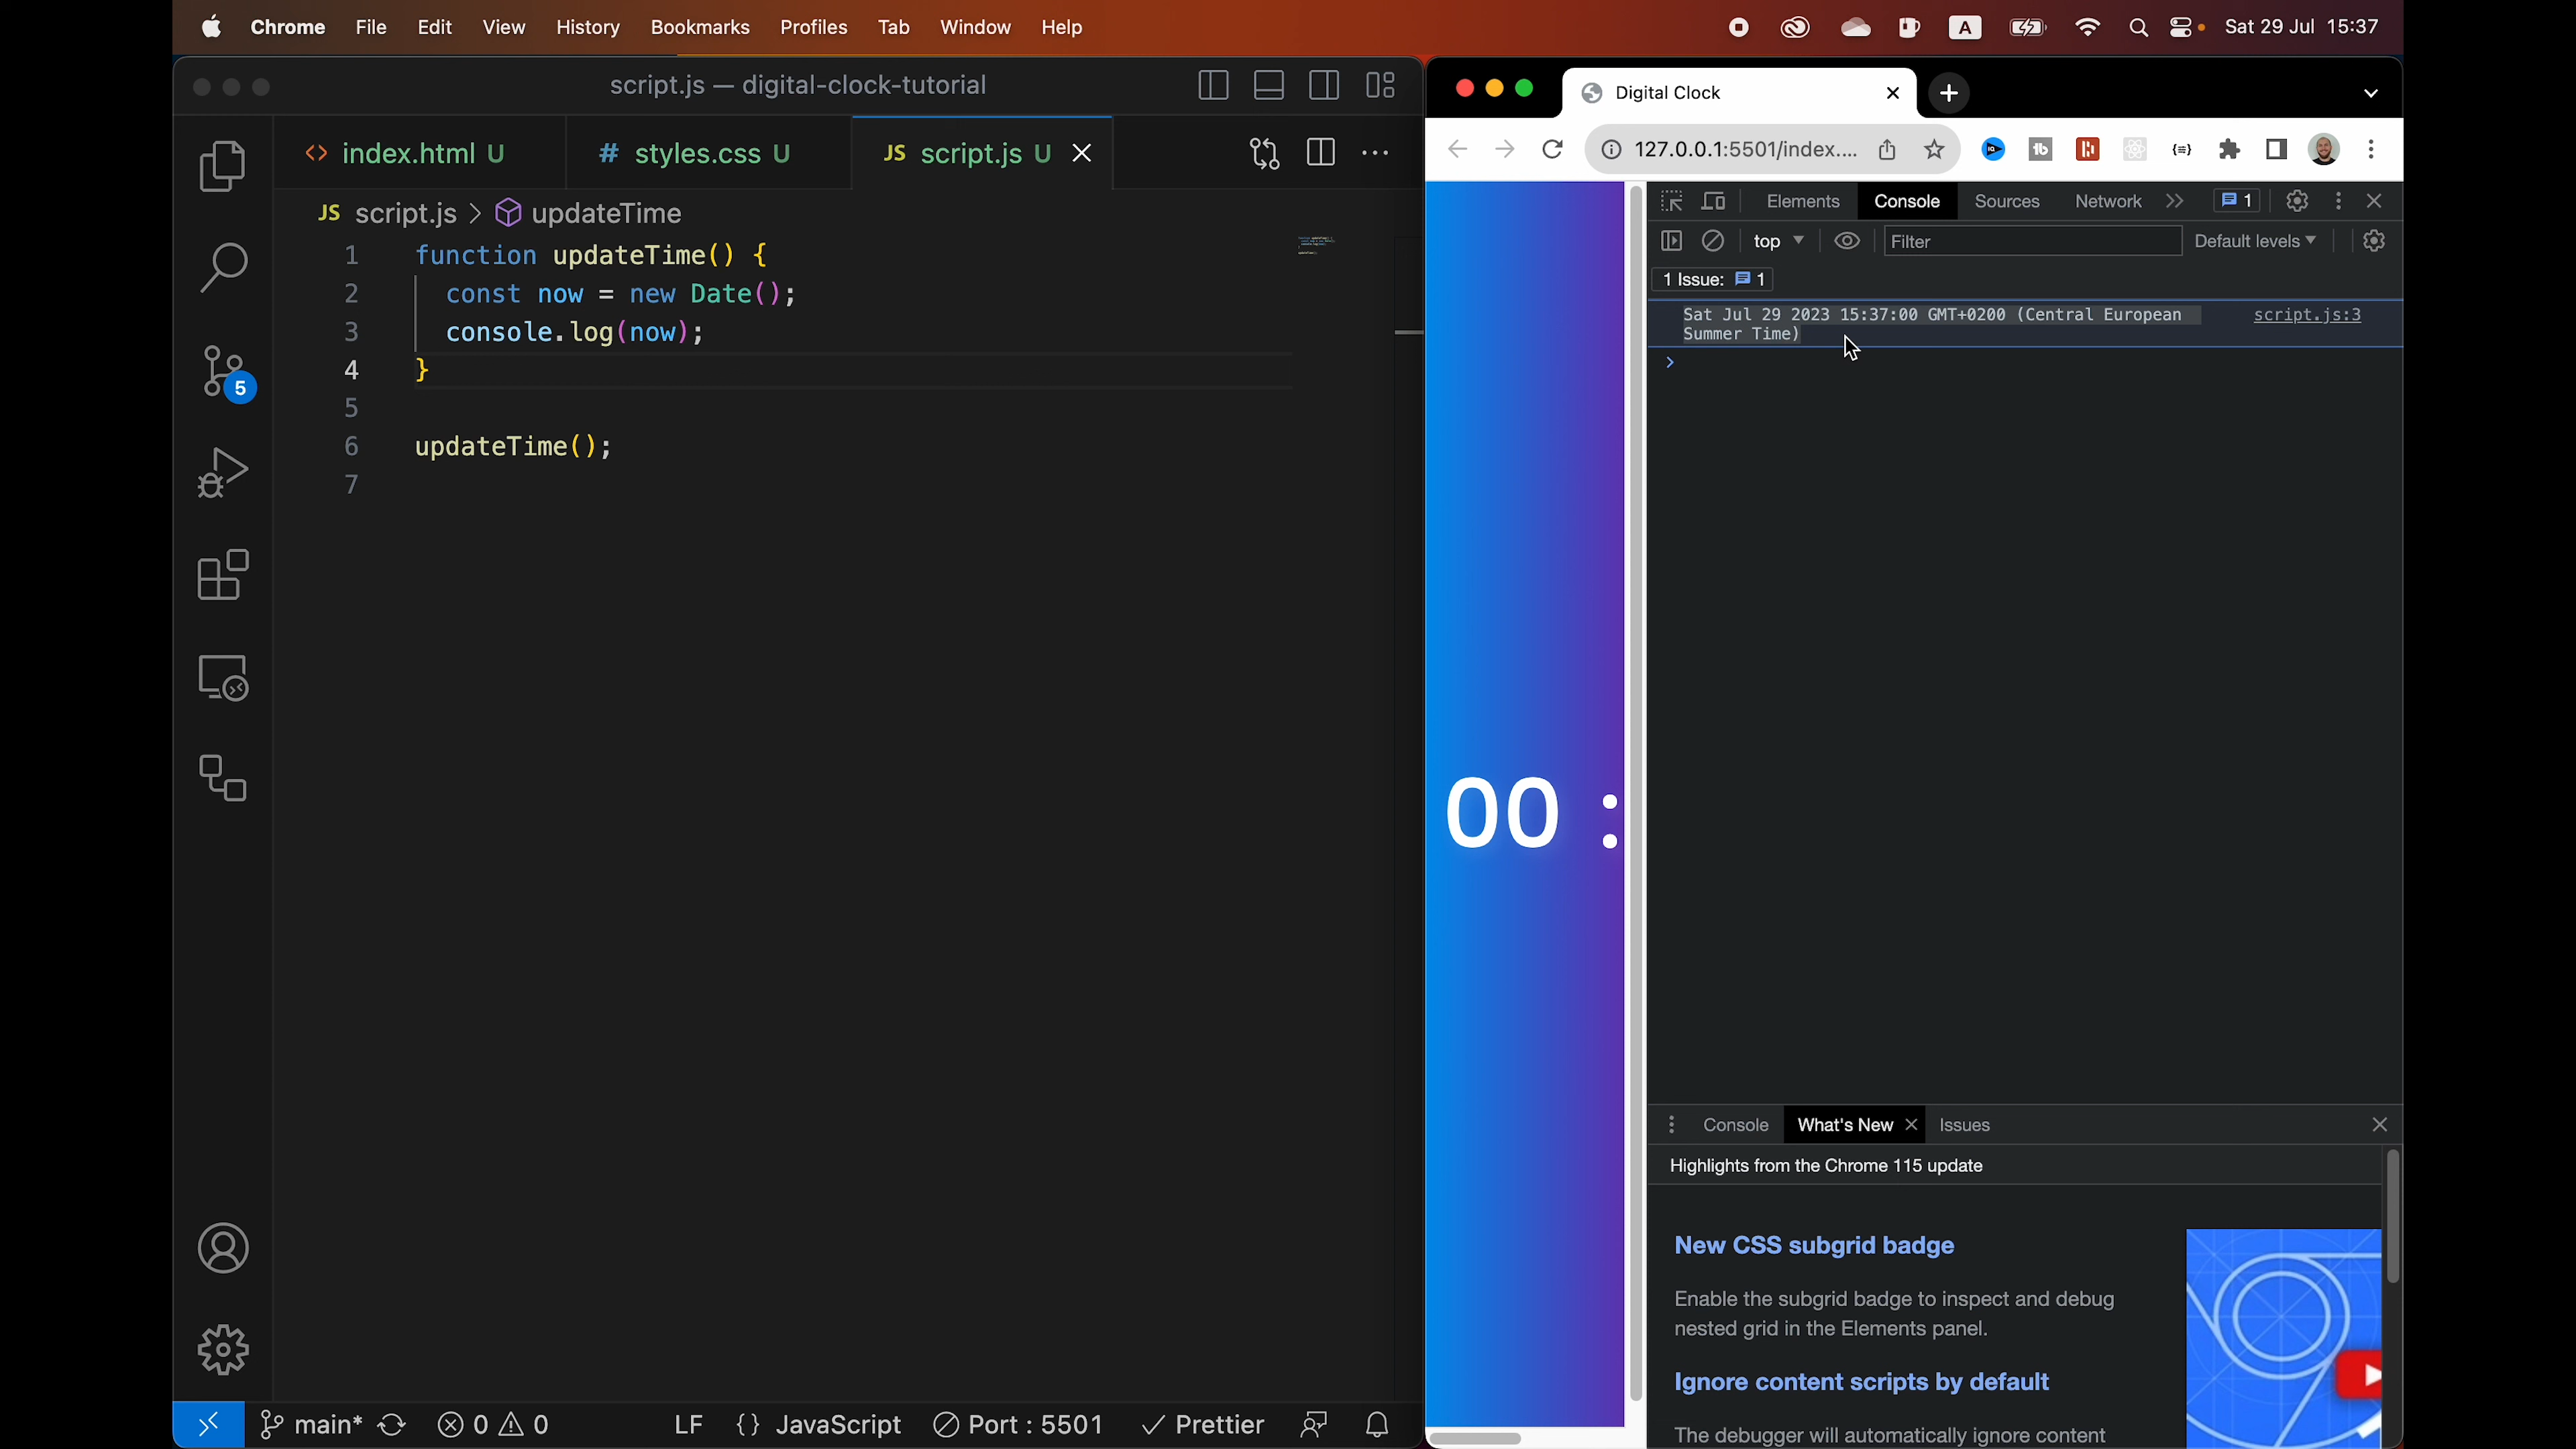 Chrome File Edit View History Bookmarks Profiles Tab Window Help
A
Sat 29 Jul 15:37
script.js — digital-clock-tutorial
<> index.html U
# styles.css U
JS script.js U
JS script.js > updateTime
1 function updateTime() {
2 const now = new Date();
3 console.log(now);
4 }
5
6 updateTime();
7
5
main* 0 0
LF {} JavaScript Port : 5501 Prettier
Digital Clock
127.0.0.1:5501/index....
Elements Console Sources Network 1
top Filter Default levels
1 Issue: 1
Sat Jul 29 2023 15:37:00 GMT+0200 (Central European
Summer Time)
script.js:3
00 :
Console What's New Issues
Highlights from the Chrome 115 update
New CSS subgrid badge
Enable the subgrid badge to inspect and debug
nested grid in the Elements panel.
Ignore content scripts by default
The debugger will automatically ignore content